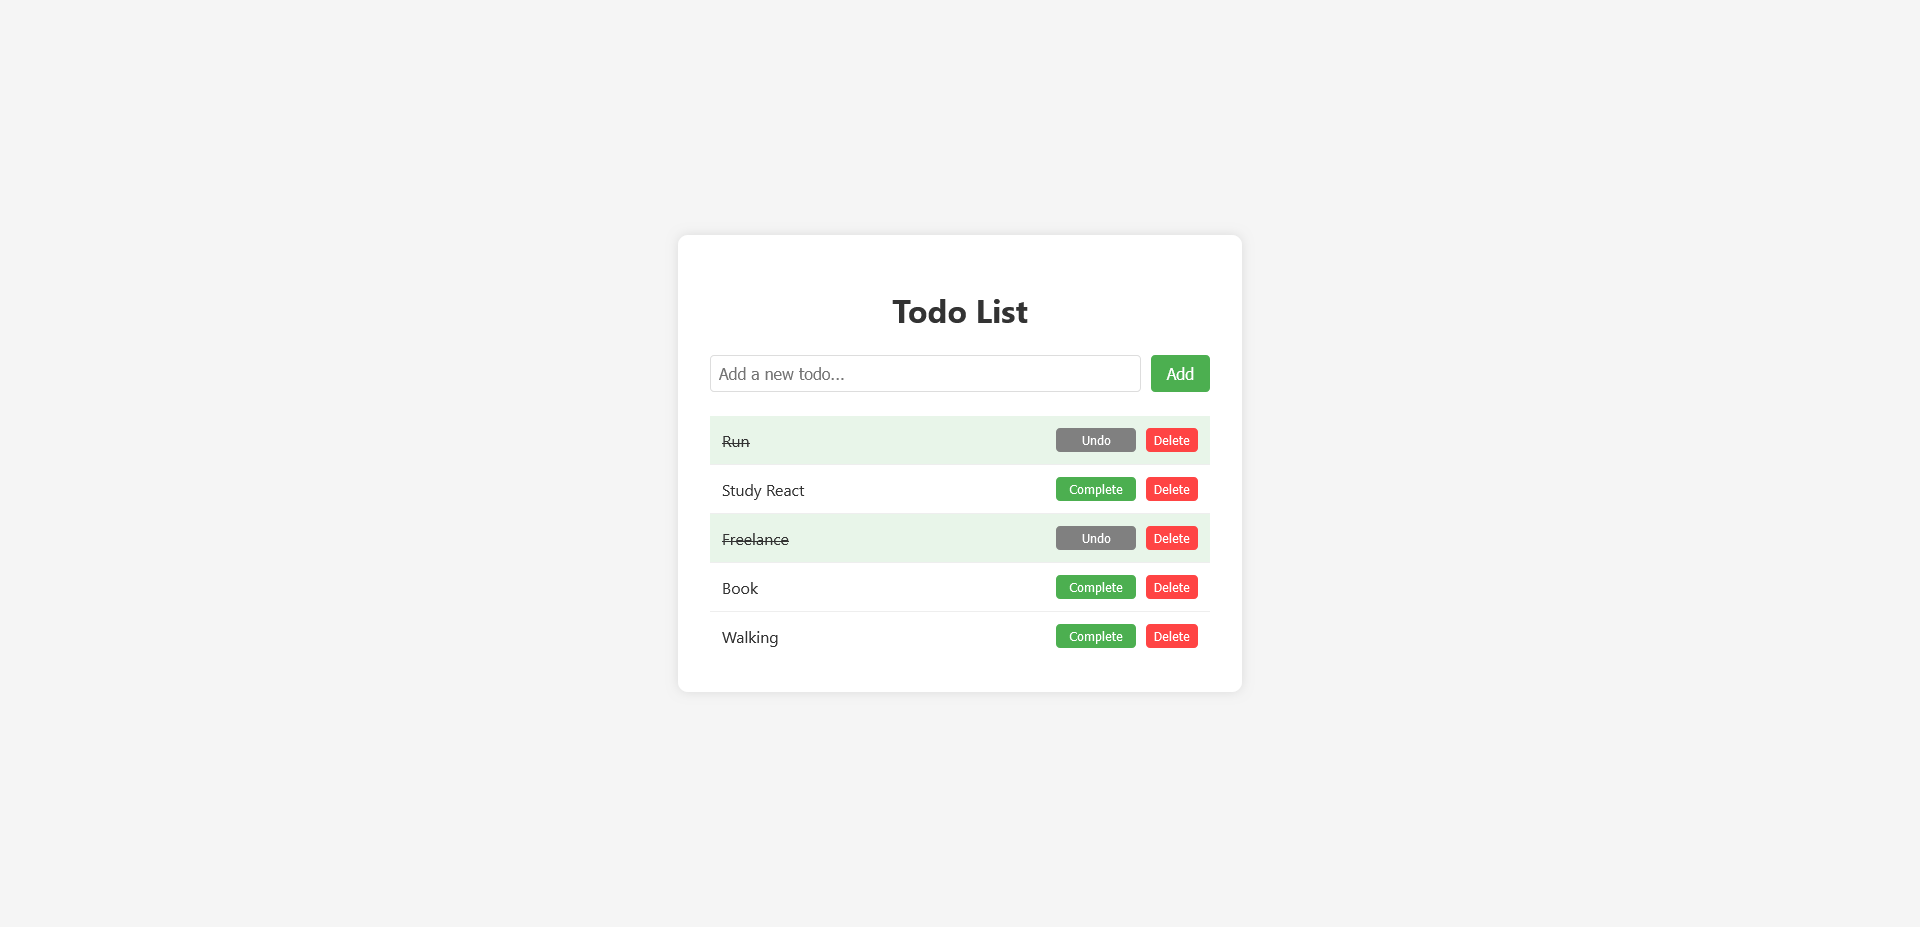 Todo List
Add a new todo...
Add
Run
Undo
Delete
Study React
Complete
Delete
Freelance
Undo
Delete
Book
Complete
Delete
Walking
Complete
Delete